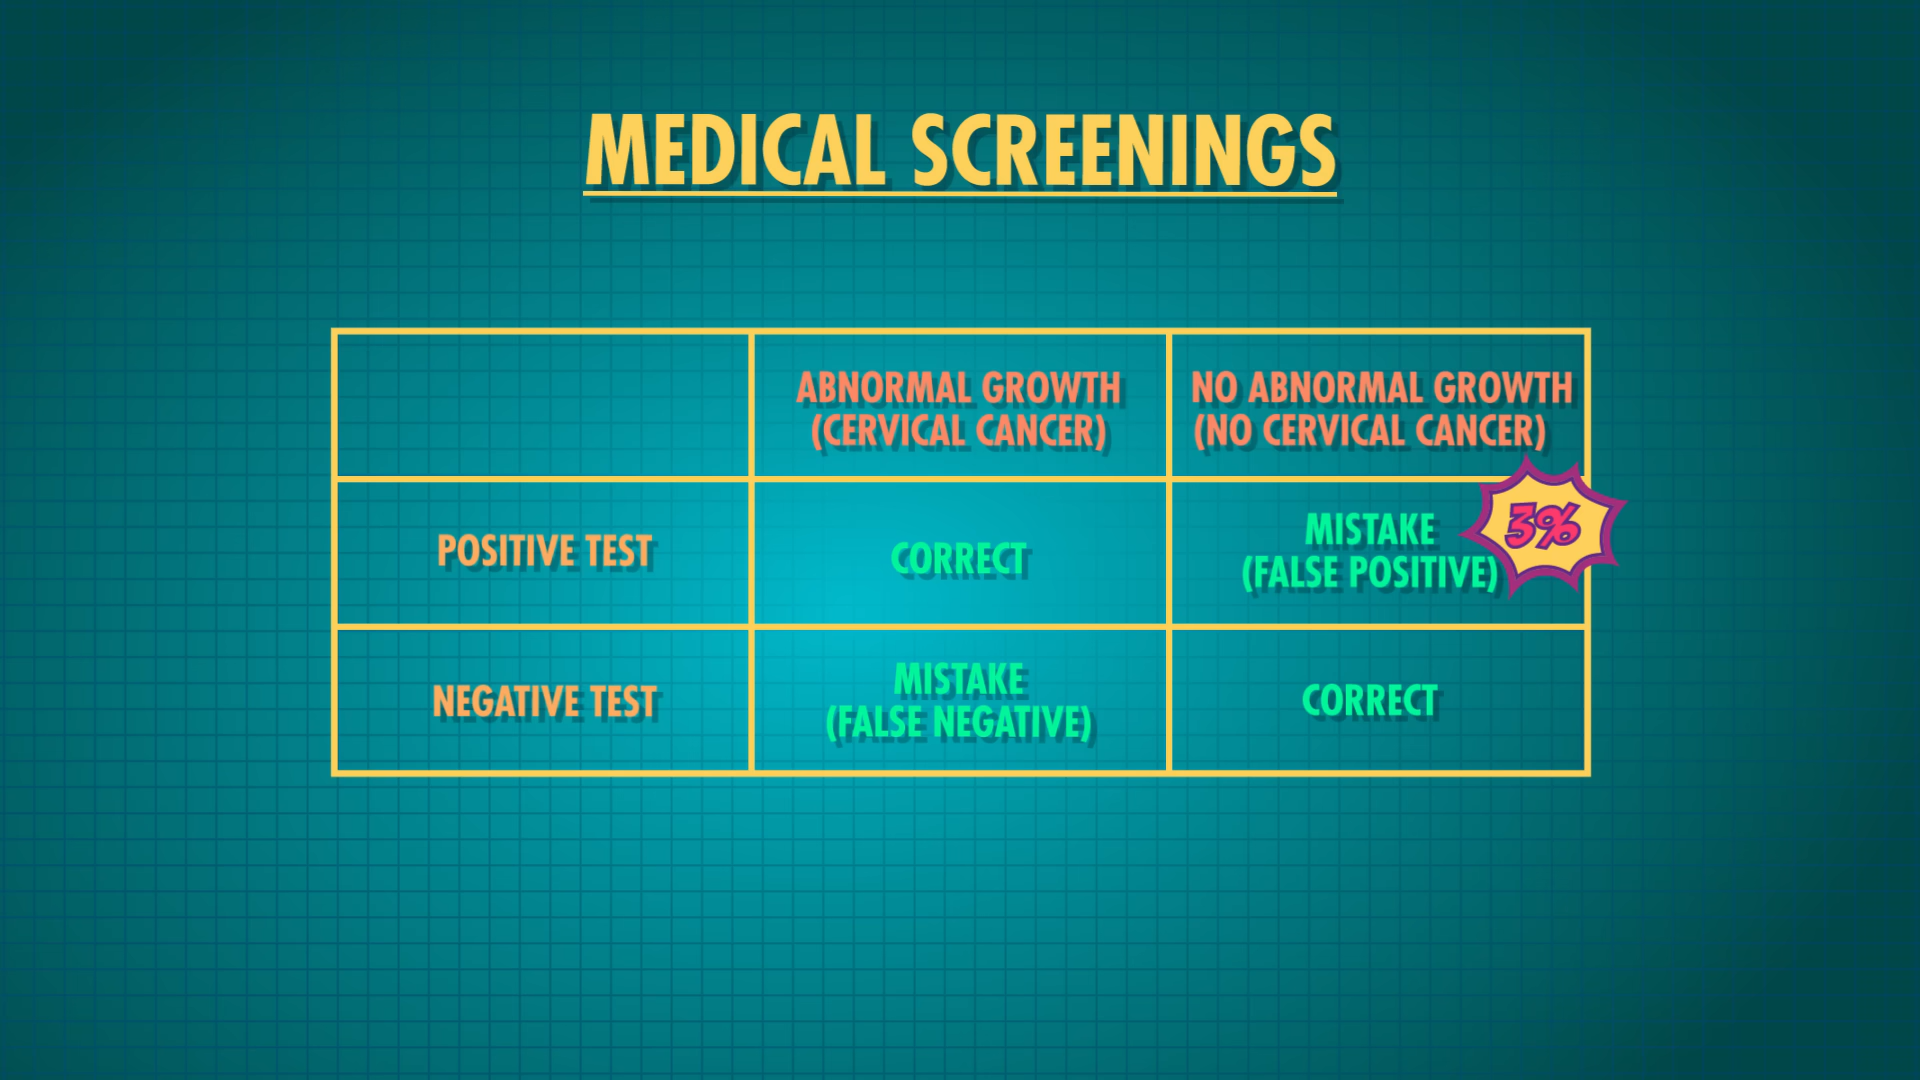 MEDICAL SCREENINGS
ABNORMAL GROWTH
(CERVICAL CANCER)
NO ABNORMAL GROWTH
(NO CERVICAL CANCER)
POSITIVE TEST
CORRECT
MISTAKE
(FALSE POSITIVE)
3%
NEGATIVE TEST
MISTAKE
(FALSE NEGATIVE)
CORRECT